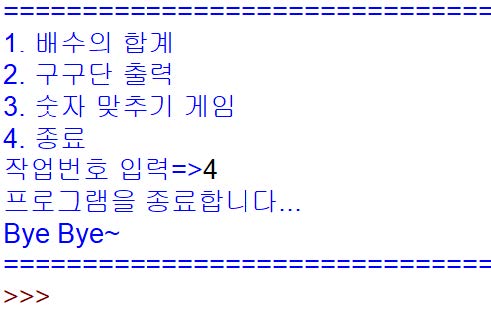 ===============================
1. 배수의 합계
2. 구구단 출력
3. 숫자 맞추기 게임
4. 종료
작업번호 입력=>4
프로그램을 종료합니다...
Bye Bye~
===============================
>>>